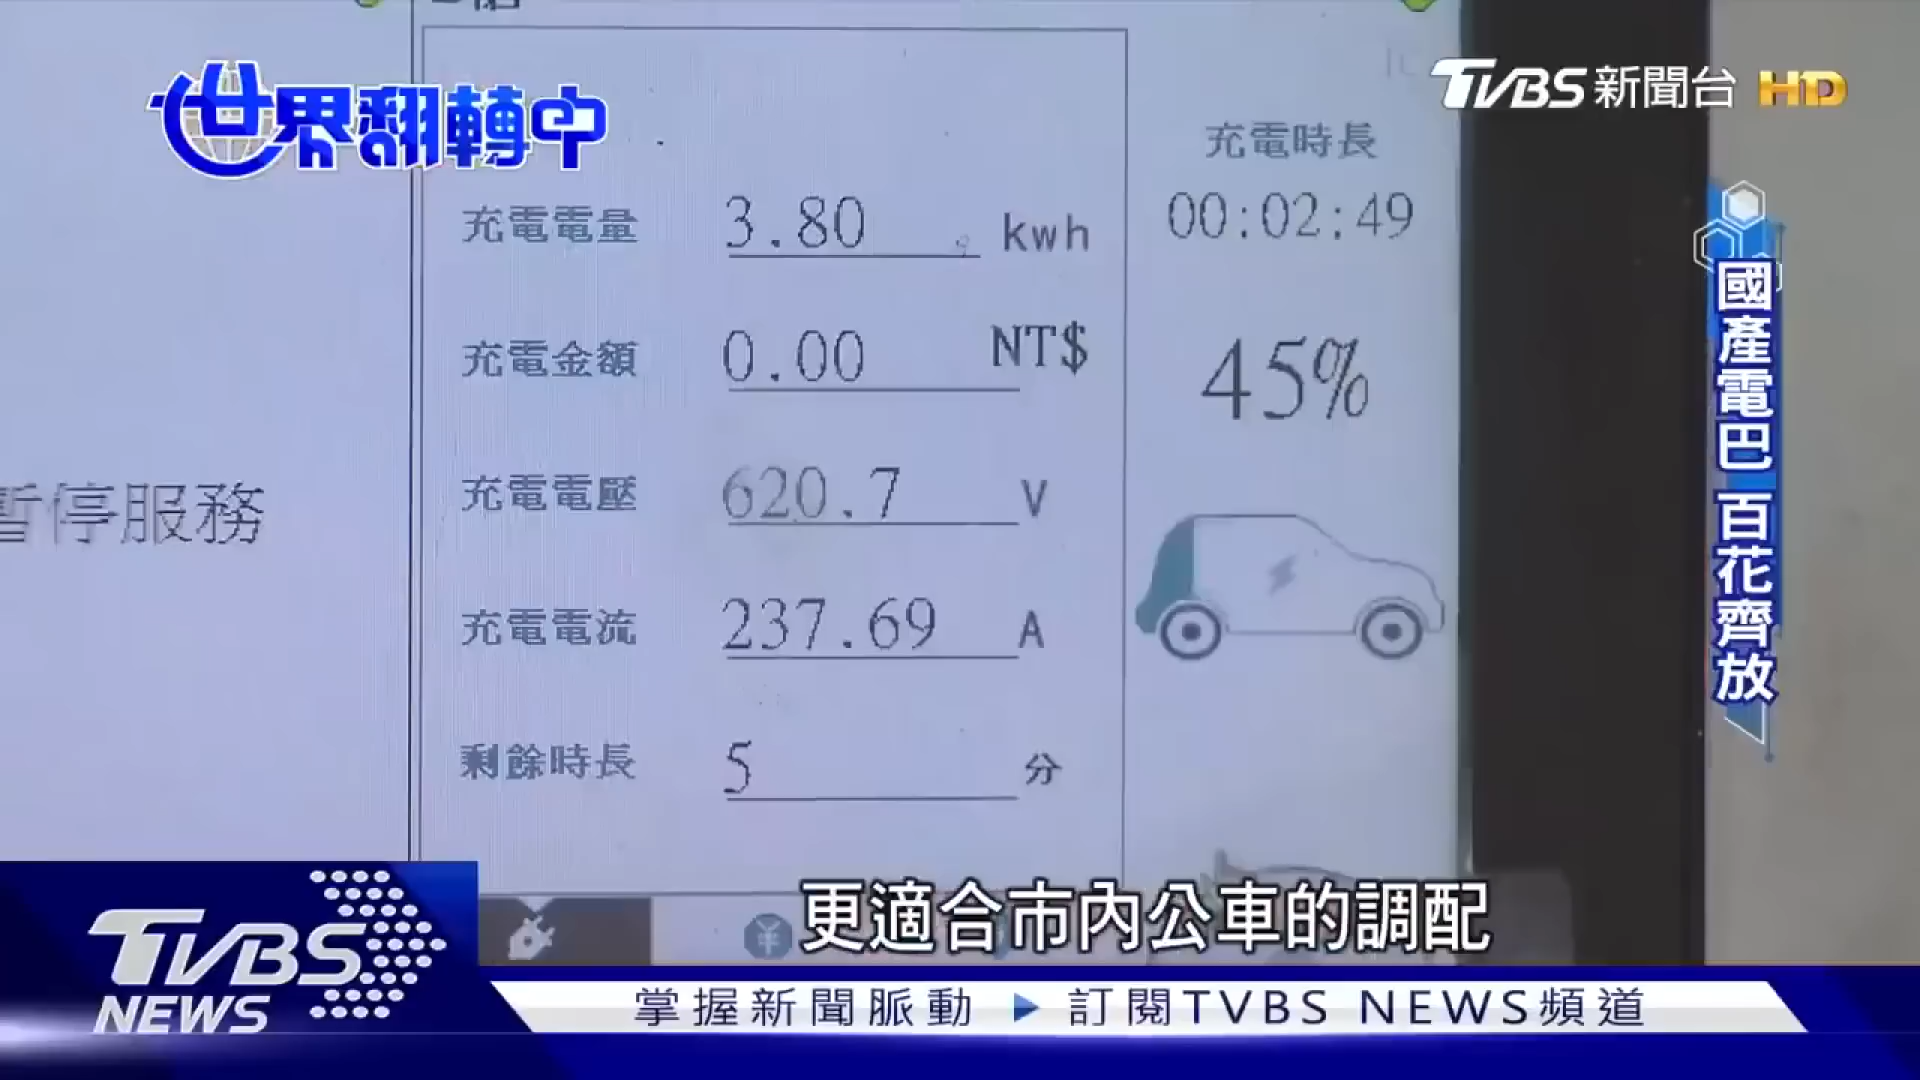 世界翻轉中
TVBS新聞台 HD
充電時長
00:02:49
充電電量 3.80 kwh
充電金額 0.00 NT$
45%
充電電壓 620.7 V
暫停服務
充電電流 237.69 A
剩餘時長 5 分
國產電巴 百花齊放
更適合市內公車的調配
TVBS
NEWS
掌握新聞脈動 ▶ 訂閱TVBS NEWS頻道